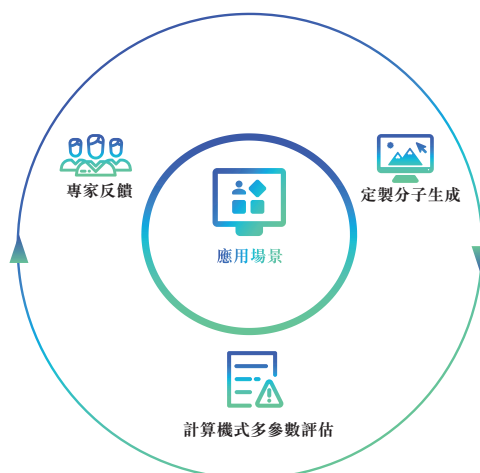 專家反饋
定製分子生成
應用場景
計算機式多參數評估